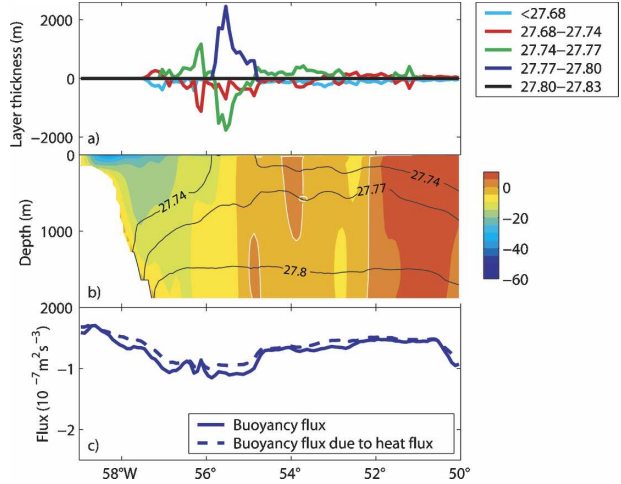 2000
0
−2000
Layer thickness (m)
a)
<27.68
27.68−27.74
27.74−27.77
27.77−27.80
27.80−27.83
0
1000
2000
Depth (m)
b)
27.74
27.74
27.77
27.8
0
−20
−40
−60
−1
−2
Flux (10⁻⁷m²s⁻³)
c)
Buoyancy flux
Buoyancy flux due to heat flux
58°W
56°
54°
52°
50°